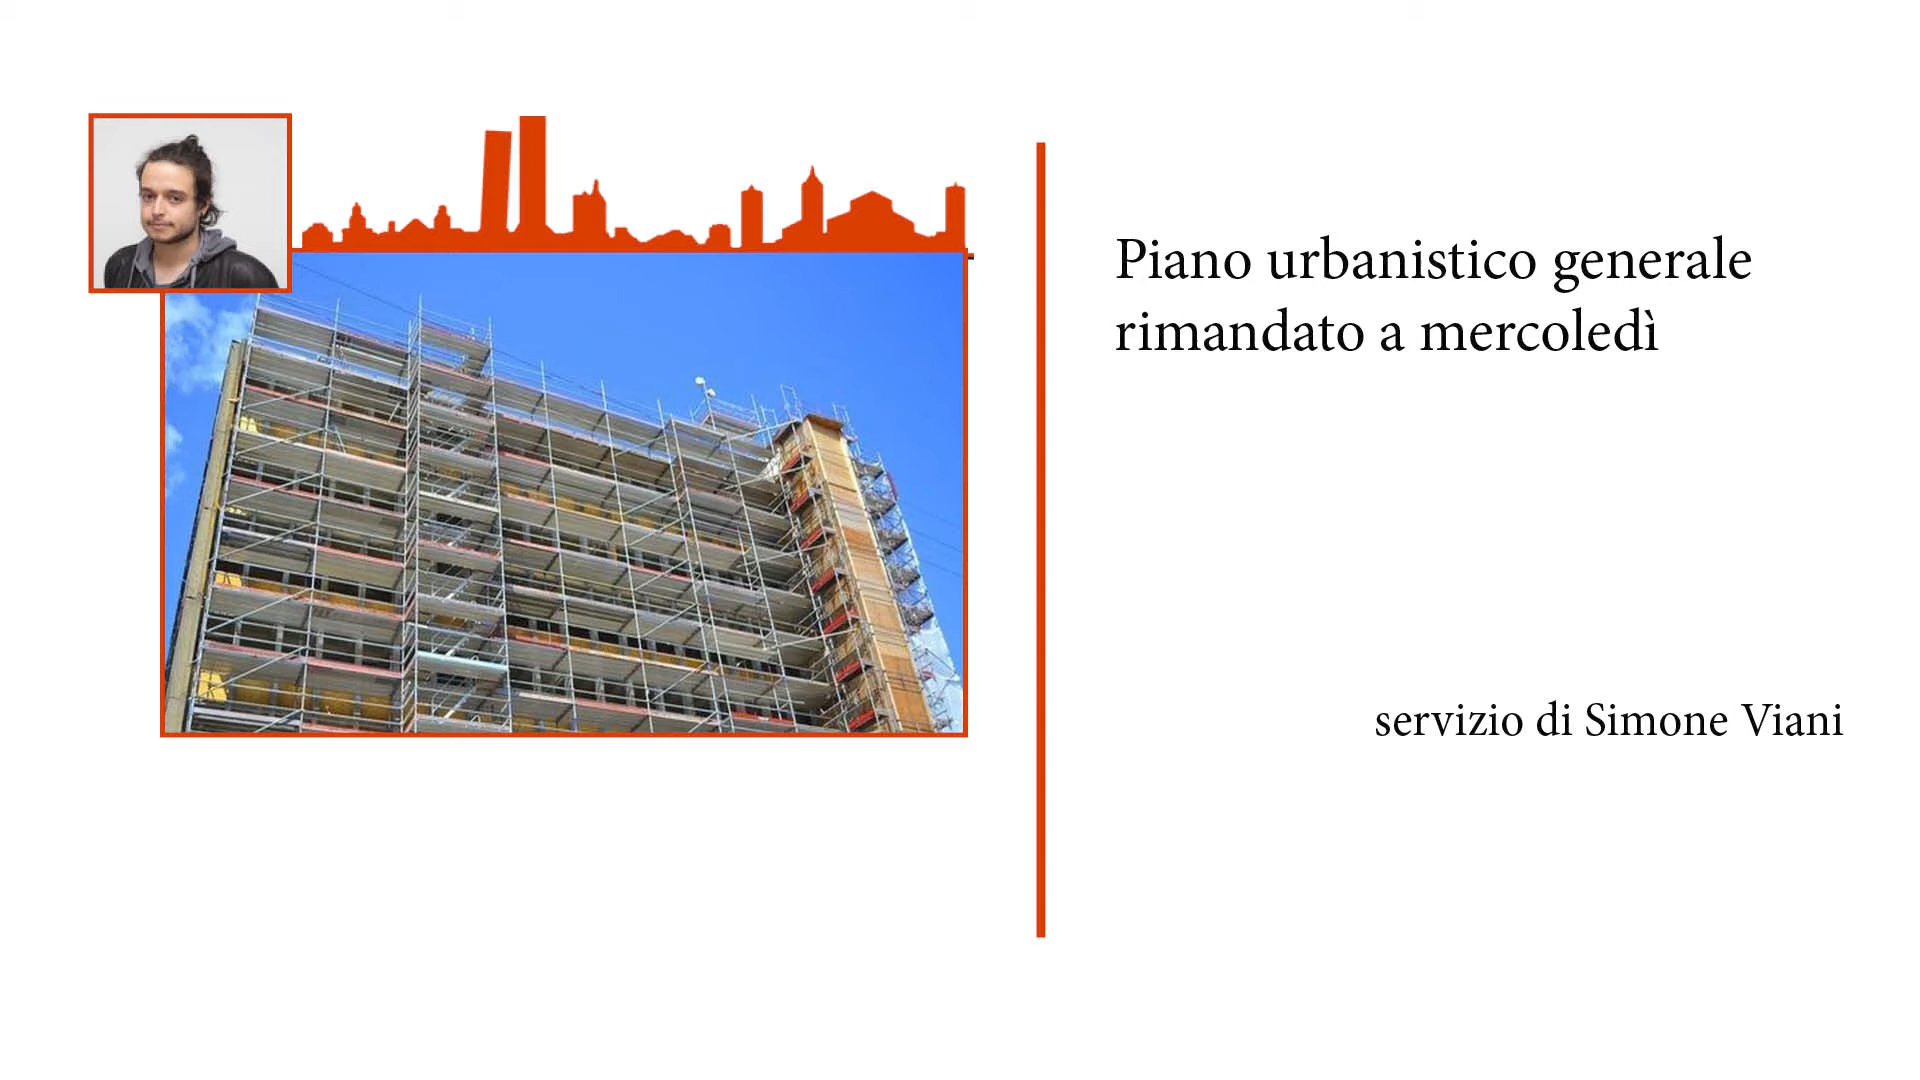 Piano urbanistico generale
rimandato a mercoledì
servizio di Simone Viani